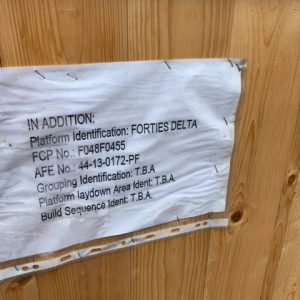 IN ADDITION:
Platform Identification: FORTIES DELTA
FCP No.: F048F0455
AFE No.: 44-13-0172-PF
Grouping Identification: T.B.A
Platform laydown Area Ident: T.B.A.
Build Sequence Ident: T.B.A.